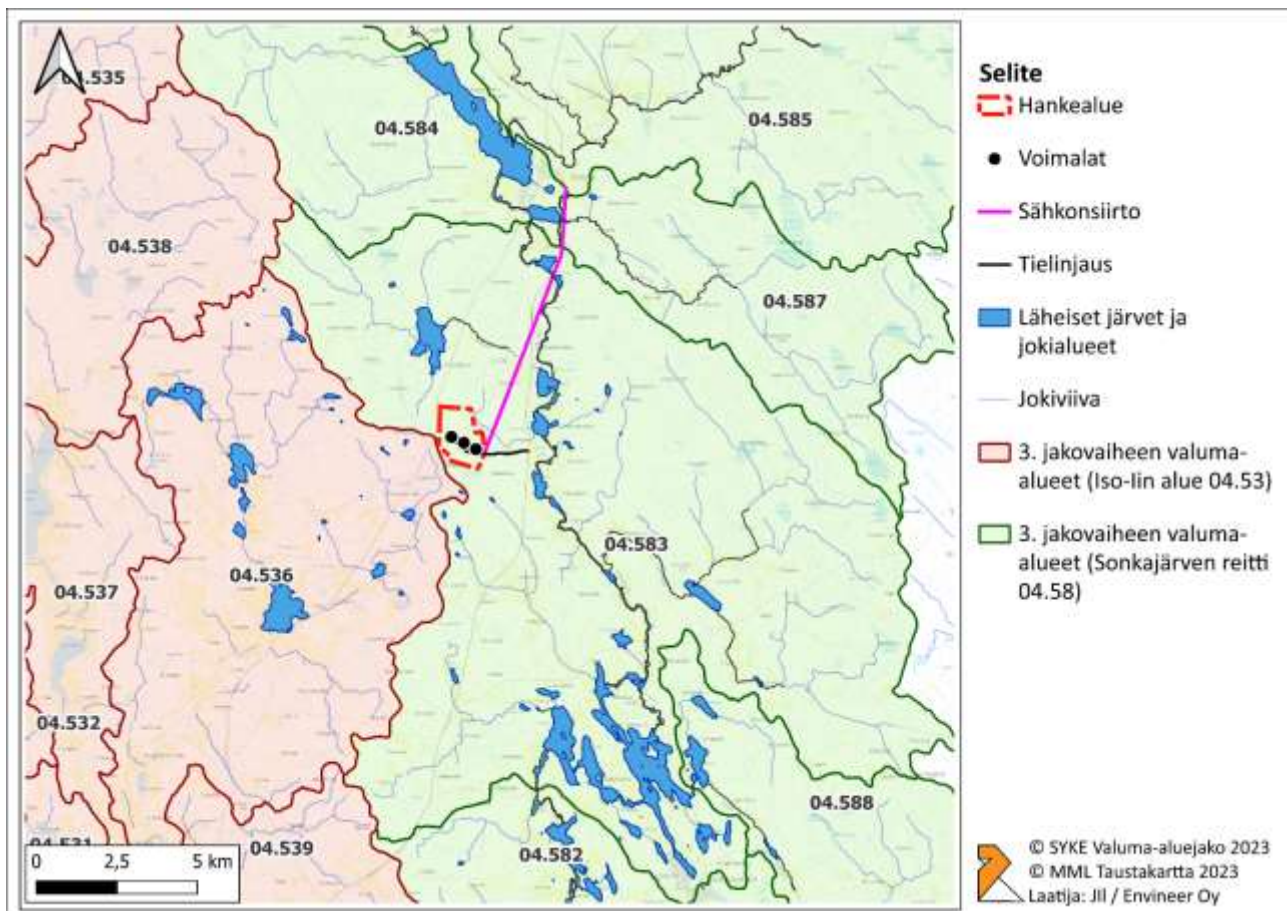 04.535
04.584
04.585
04.538
04.587
04.583
04.536
04.537
04.532
04.588
04.531
04.539
04.582
0 2,5 5 km
Selite
Hankealue
Voimalat
Sähkonsiirto
Tielinjaus
Läheiset järvet ja
jokialueet
Jokiviiva
3. jakovaiheen valuma-
alueet (Iso-Iin alue 04.53)
3. jakovaiheen valuma-
alueet (Sonkajärven reitti
04.58)
© SYKE Valuma-aluejako 2023
© MML Taustakartta 2023
Laatija: JIl / Envineer Oy